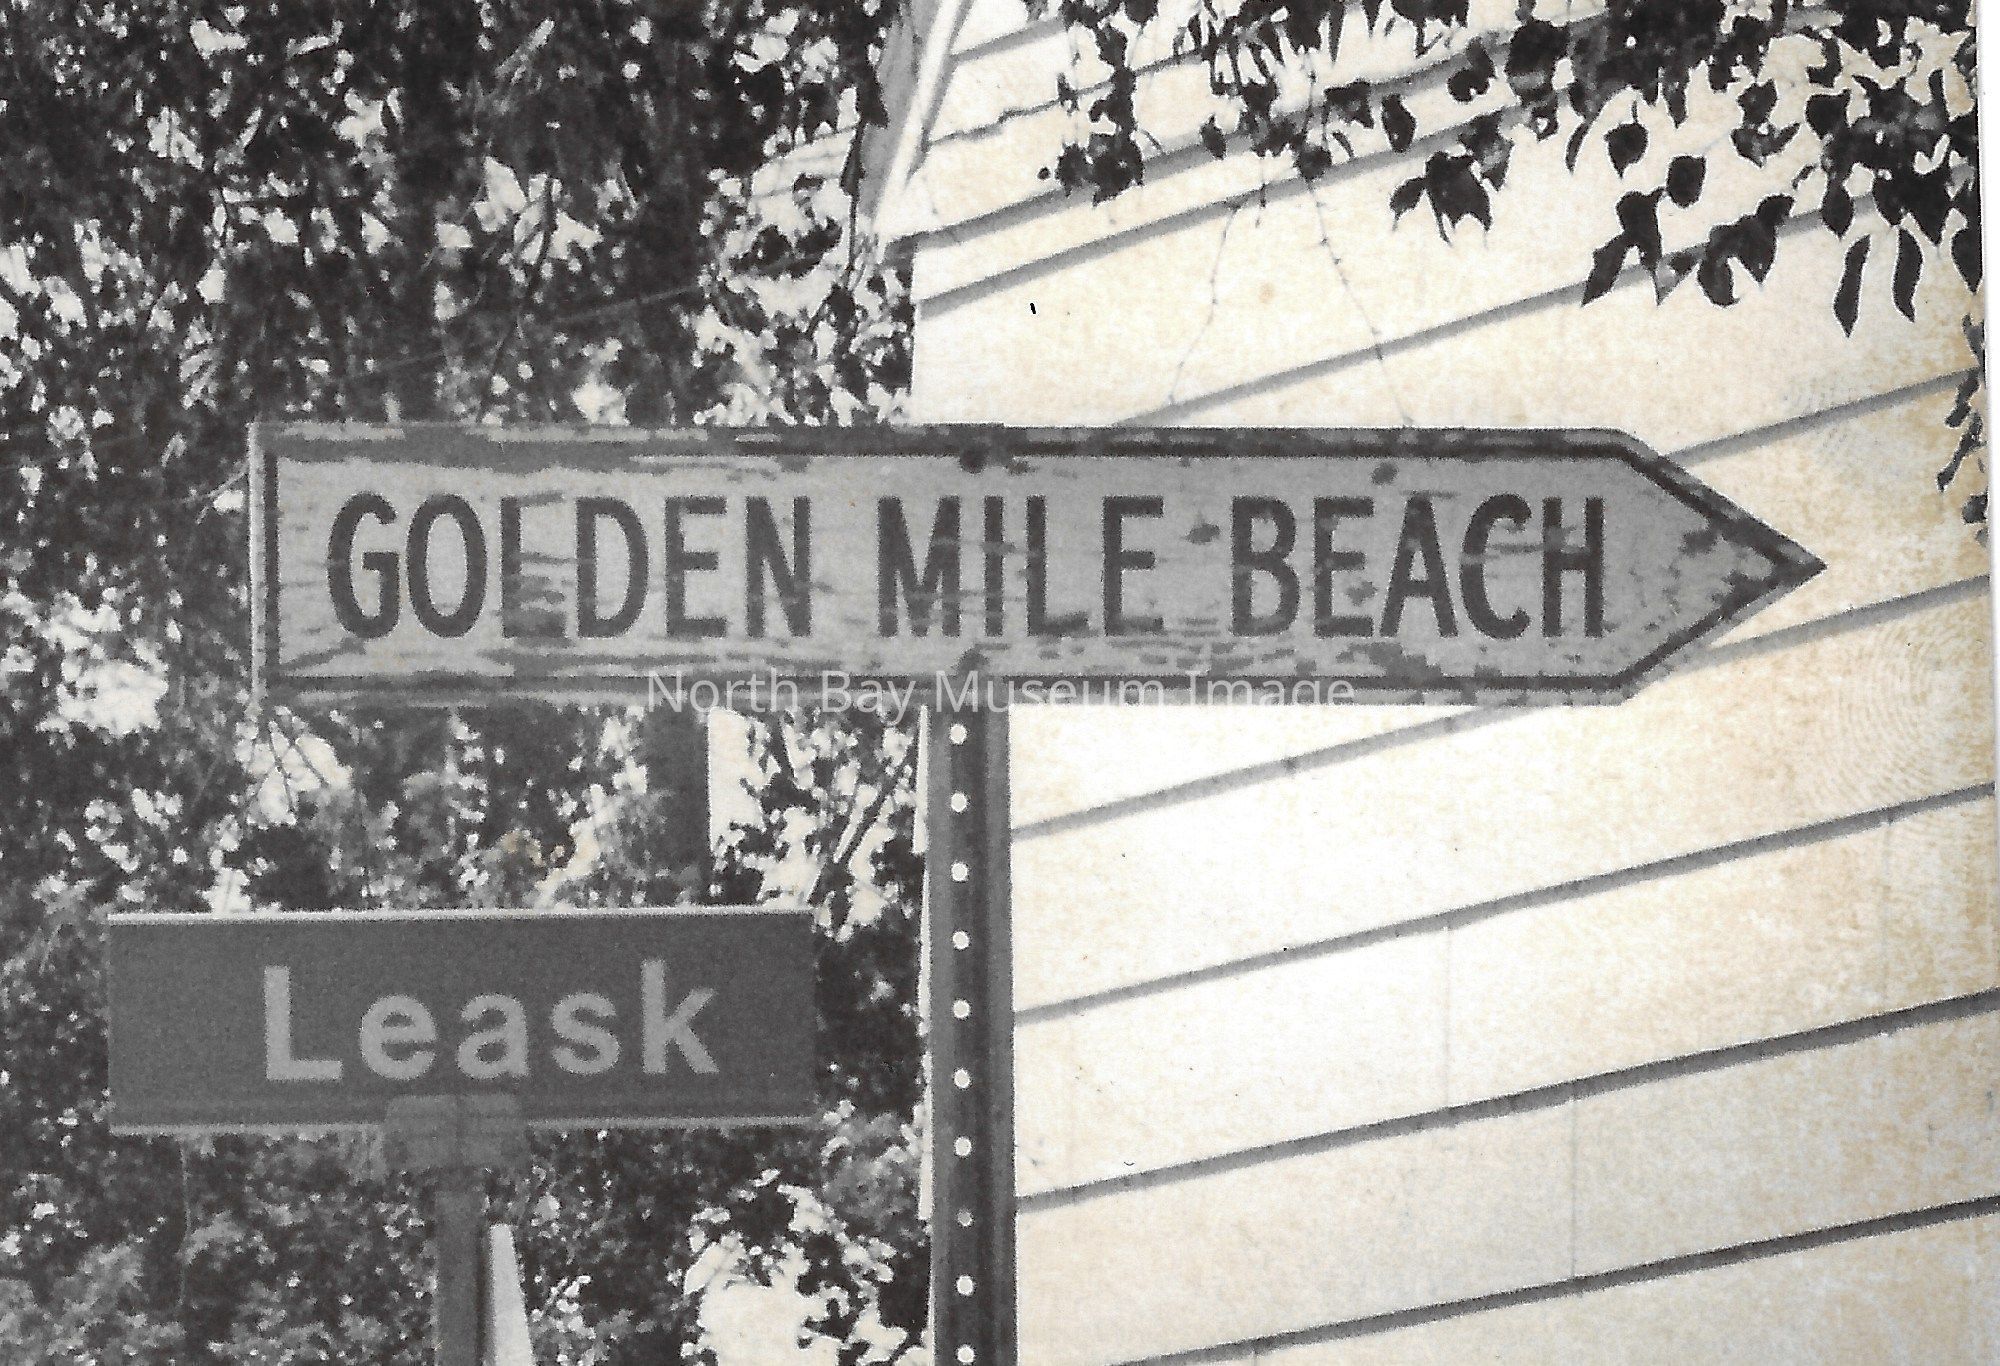 GOLDEN MILE BEACH
North Bay Museum Image
Leask